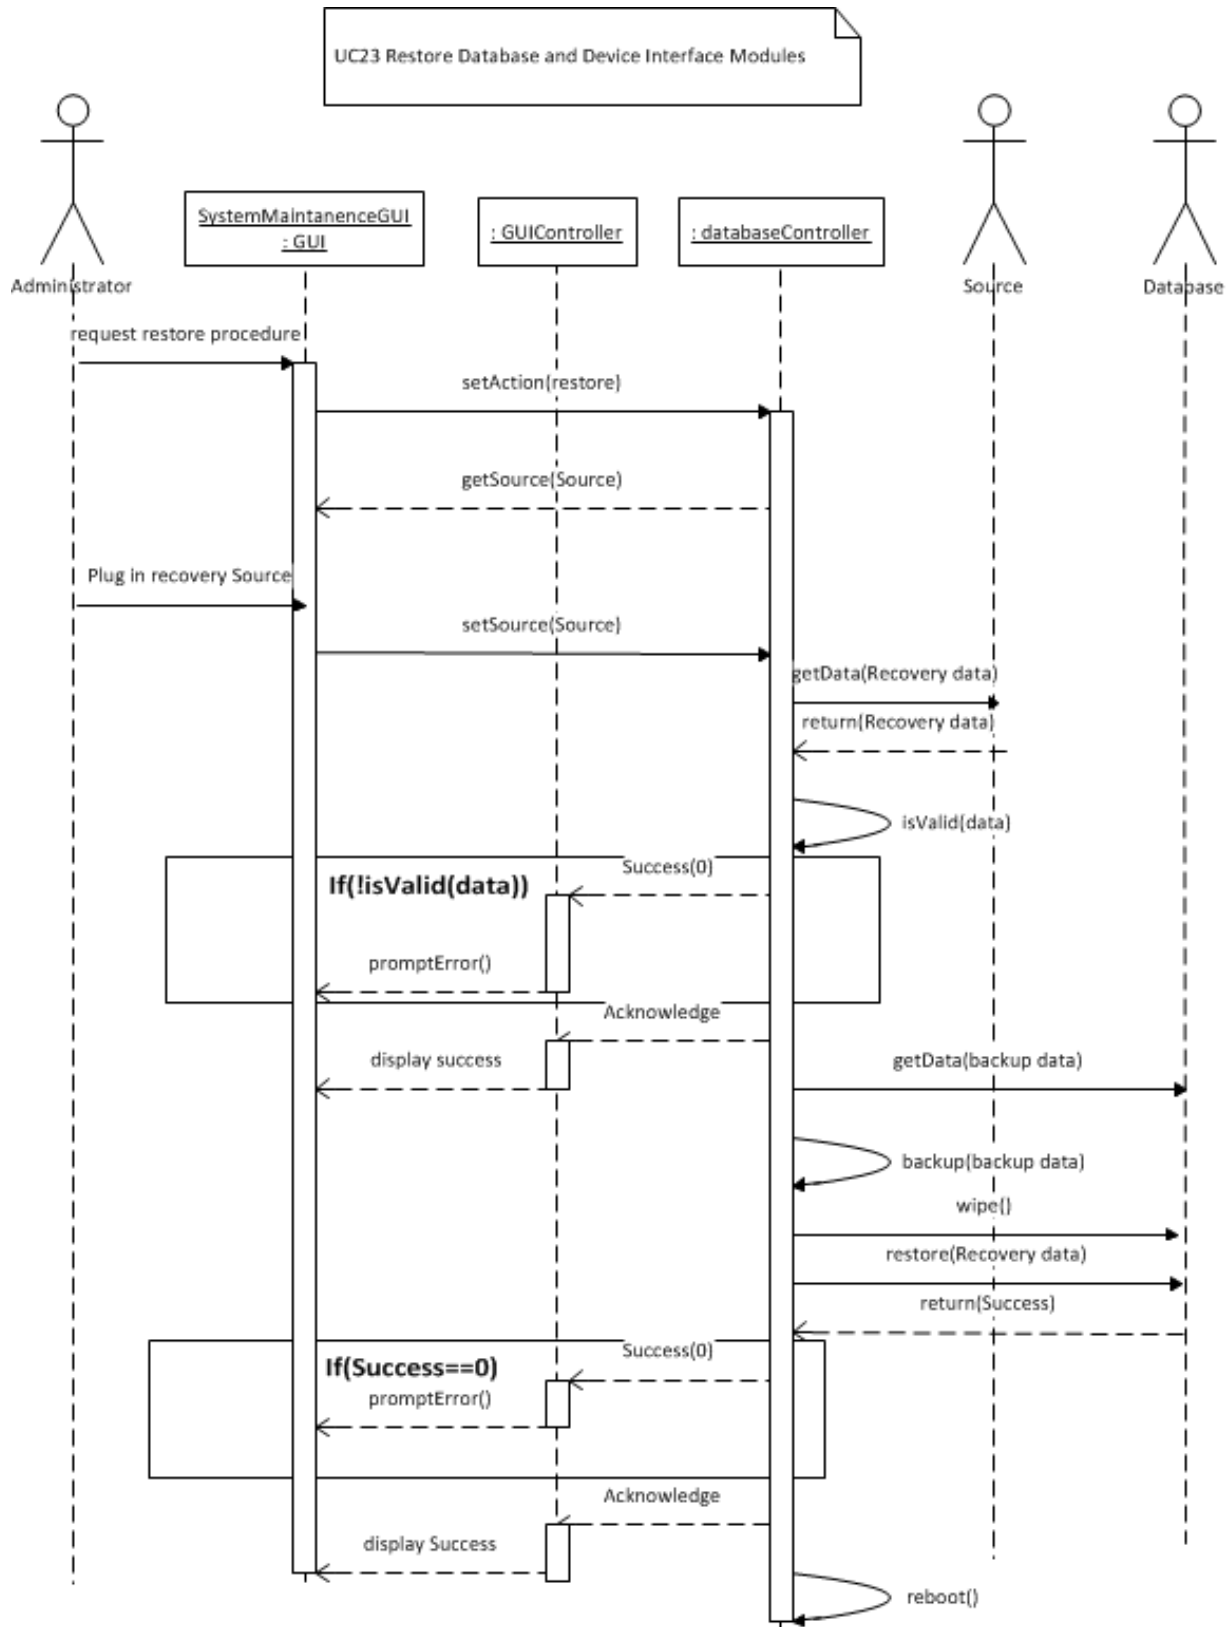 UC23 Restore Database and Device Interface Modules
SystemMaintanenceGUI
: GUI
: GUIController
: databaseController
Administrator
Source
Database
request restore procedure
setAction(restore)
getSource(Source)
Plug in recovery Source
setSource(Source)
getData(Recovery data)
return(Recovery data)
isValid(data)
Success(0)
If(!isValid(data))
promptError()
Acknowledge
display success
getData(backup data)
backup(backup data)
wipe()
restore(Recovery data)
return(Success)
Success(0)
If(Success==0)
promptError()
Acknowledge
display Success
reboot()